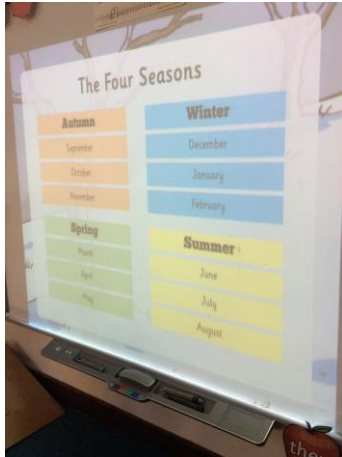 The Four Seasons
Autumn
September
October
November
Winter
December
January
February
Spring
March
April
May
Summer
June
July
August
the